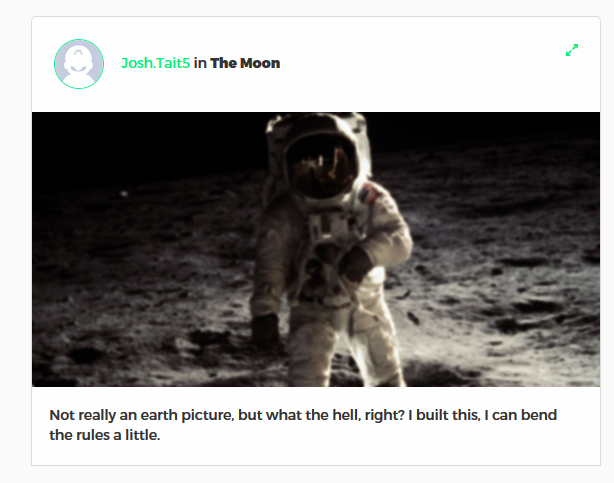 Josh.Tait5 in The Moon
Not really an earth picture, but what the hell, right? I built this, I can bend
the rules a little.